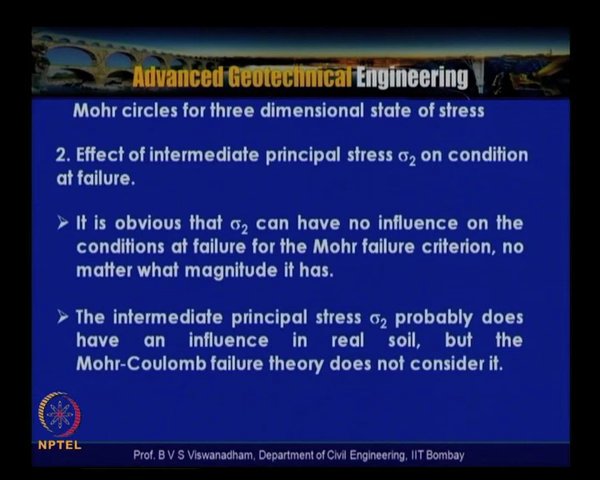 Advanced Geotechnical Engineering
Mohr circles for three dimensional state of stress
2. Effect of intermediate principal stress σ₂ on condition
at failure.
➢ It is obvious that σ₂ can have no influence on the
conditions at failure for the Mohr failure criterion, no
matter what magnitude it has.
➢ The intermediate principal stress σ₂ probably does
have an influence in real soil, but the
Mohr-Coulomb failure theory does not consider it.
NPTEL
Prof. B V S Viswanadham, Department of Civil Engineering, IIT Bombay